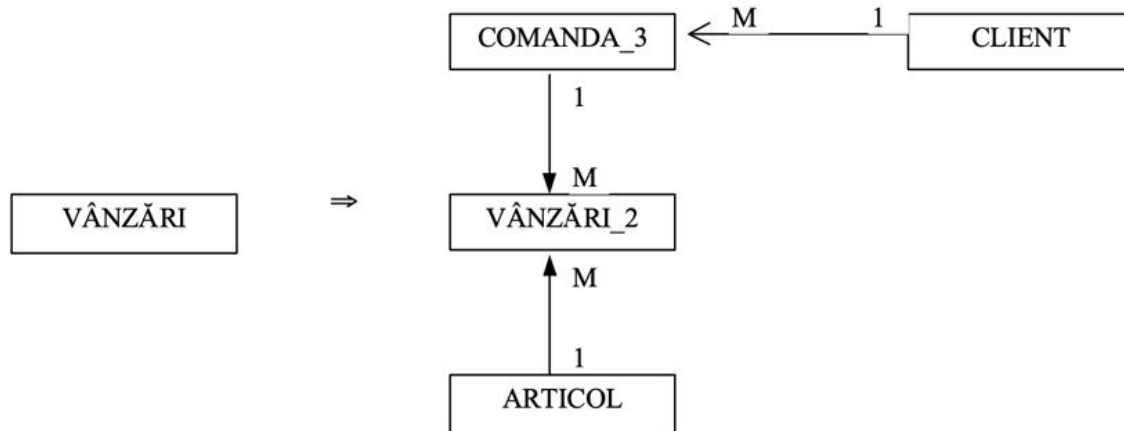 COMANDA_3
M
1
CLIENT
1
M
VÂNZĂRI
⇒
VÂNZĂRI_2
M
1
ARTICOL